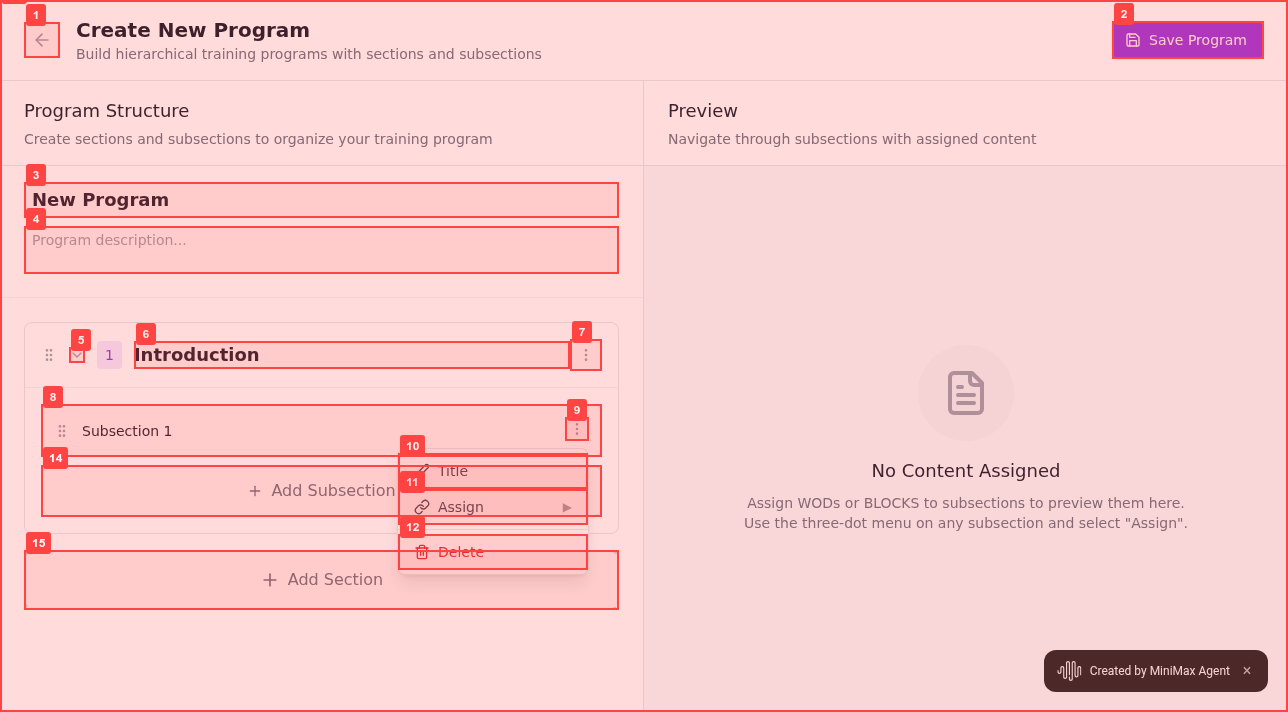 1
Create New Program
Build hierarchical training programs with sections and subsections
2
Save Program
Program Structure
Create sections and subsections to organize your training program
Preview
Navigate through subsections with assigned content
3
New Program
4
Program description...
5
6
7
1
Introduction
8
9
Subsection 1
10
Title
14
Add Subsection
11
Assign
12
Delete
15
Add Section
No Content Assigned
Assign WODs or BLOCKS to subsections to preview them here.
Use the three-dot menu on any subsection and select "Assign".
Created by MiniMax Agent ×